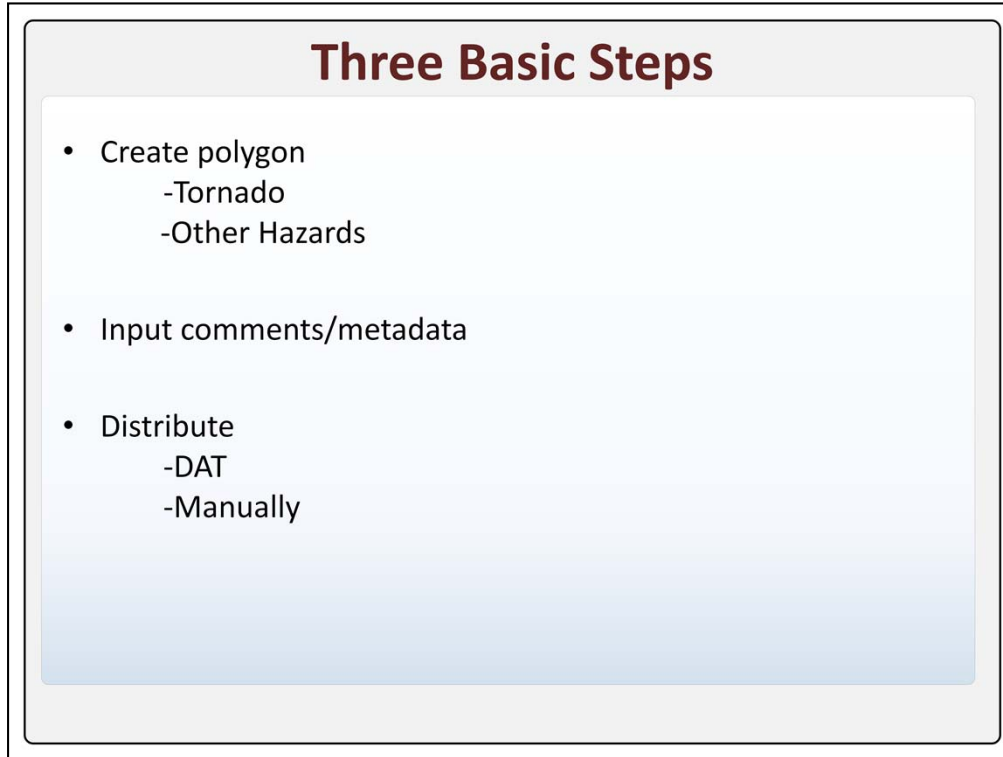 Three Basic Steps
• Create polygon
-Tornado
-Other Hazards
• Input comments/metadata
• Distribute
-DAT
-Manually